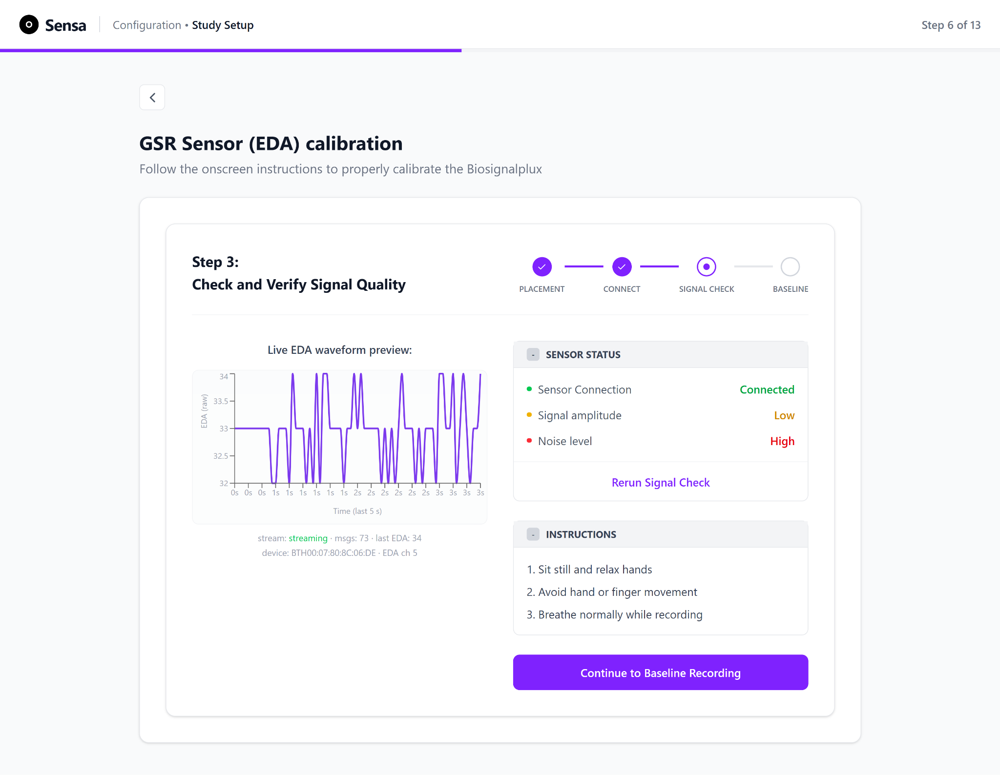 Sensa
Configuration • Study Setup
Step 6 of 13
GSR Sensor (EDA) calibration
Follow the onscreen instructions to properly calibrate the Biosignalplux
Step 3:
Check and Verify Signal Quality
PLACEMENT
CONNECT
SIGNAL CHECK
BASELINE
Live EDA waveform preview:
EDA (raw)
34
33.5
33
32.5
32
0s 0s 0s 1s 1s 1s 1s 1s 1s 2s 2s 2s 2s 2s 2s 3s 3s 3s 3s
Time (last 5 s)
stream: streaming · msgs: 73 · last EDA: 34
device: BTH00:07:80:8C:06:DE · EDA ch 5
- SENSOR STATUS
Sensor Connection Connected
Signal amplitude Low
Noise level High
Rerun Signal Check
- INSTRUCTIONS
1. Sit still and relax hands
2. Avoid hand or finger movement
3. Breathe normally while recording
Continue to Baseline Recording